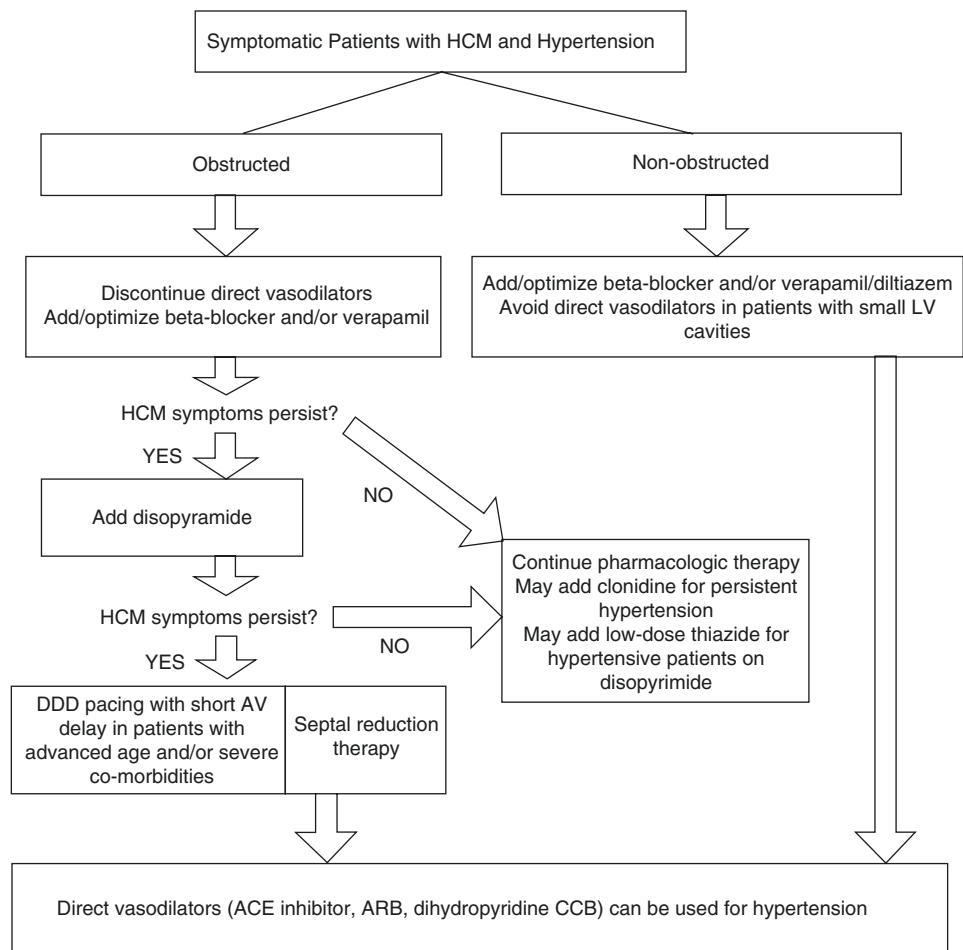 Symptomatic Patients with HCM and Hypertension
Obstructed
Non-obstructed
Discontinue direct vasodilators
Add/optimize beta-blocker and/or verapamil
Add/optimize beta-blocker and/or verapamil/diltiazem
Avoid direct vasodilators in patients with small LV
cavities
HCM symptoms persist?
YES
NO
Add disopyramide
Continue pharmacologic therapy
May add clonidine for persistent
hypertension
May add low-dose thiazide for
hypertensive patients on
disopyrimide
HCM symptoms persist?
NO
YES
DDD pacing with short AV
delay in patients with
advanced age and/or severe
co-morbidities
Septal reduction
therapy
Direct vasodilators (ACE inhibitor, ARB, dihydropyridine CCB) can be used for hypertension